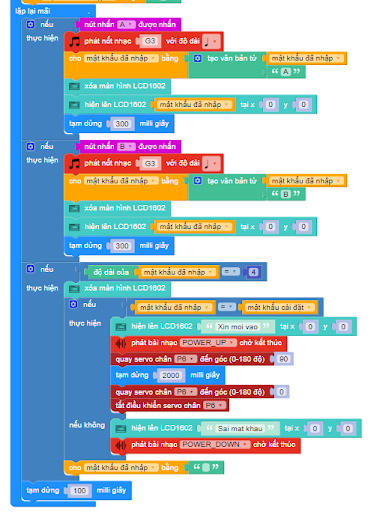 lặp lại mãi
nếu nút nhấn A được nhấn
thực hiện phát nốt nhạc G3 với độ dài ♩
cho mật khẩu đã nhập bằng tạo văn bản từ mật khẩu đã nhập
“ A ”
xóa màn hình LCD1602
hiện lên LCD1602 mật khẩu đã nhập tại x 0 y 0
tạm dừng 300 mili giây
nếu nút nhấn B được nhấn
thực hiện phát nốt nhạc G3 với độ dài ♩
cho mật khẩu đã nhập bằng tạo văn bản từ mật khẩu đã nhập
“ B ”
xóa màn hình LCD1602
hiện lên LCD1602 mật khẩu đã nhập tại x 0 y 0
tạm dừng 300 mili giây
nếu độ dài của mật khẩu đã nhập = 4
thực hiện xóa màn hình LCD1602
nếu mật khẩu đã nhập = mật khẩu cài đặt
thực hiện hiện lên LCD1602 “ Xin moi vao ” tại x 0 y 0
phát bài nhạc POWER_UP chờ kết thúc
quay servo chân P6 đến góc (0-180 độ) 90
tạm dừng 2000 mili giây
quay servo chân P6 đến góc (0-180 độ) 0
tắt điều khiển servo chân P6
nếu không hiện lên LCD1602 “ Sai mat khau ” tại x 0 y 0
phát bài nhạc POWER_DOWN chờ kết thúc
cho mật khẩu đã nhập bằng “ ”
tạm dừng 100 mili giây